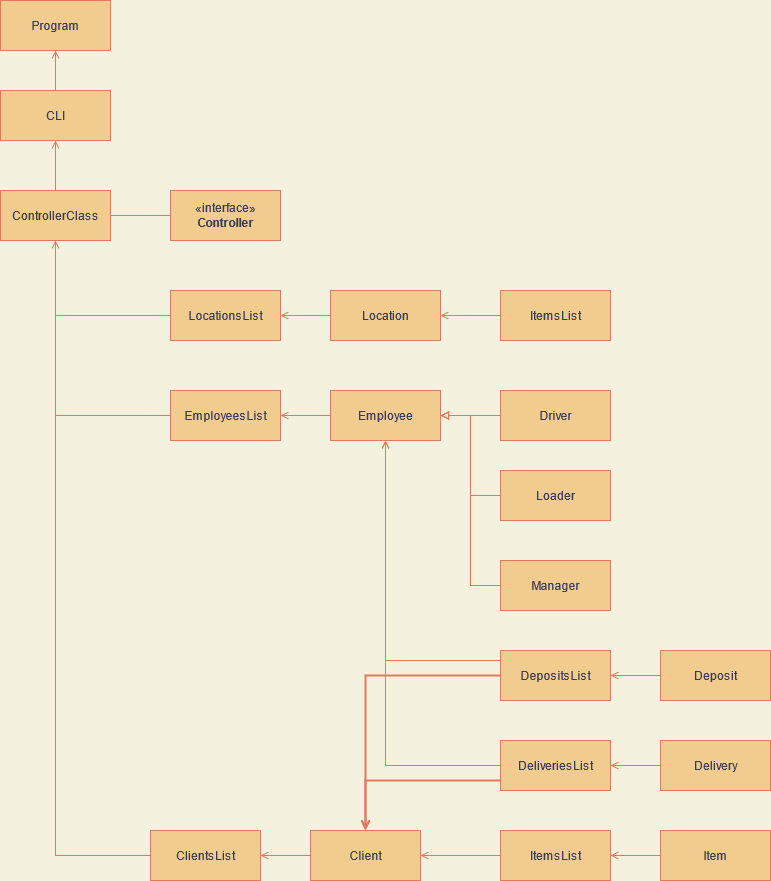 Program
CLI
ControllerClass
«interface»
Controller
LocationsList
Location
ItemsList
EmployeesList
Employee
Driver
Loader
Manager
DepositsList
Deposit
DeliveriesList
Delivery
ClientsList
Client
ItemsList
Item